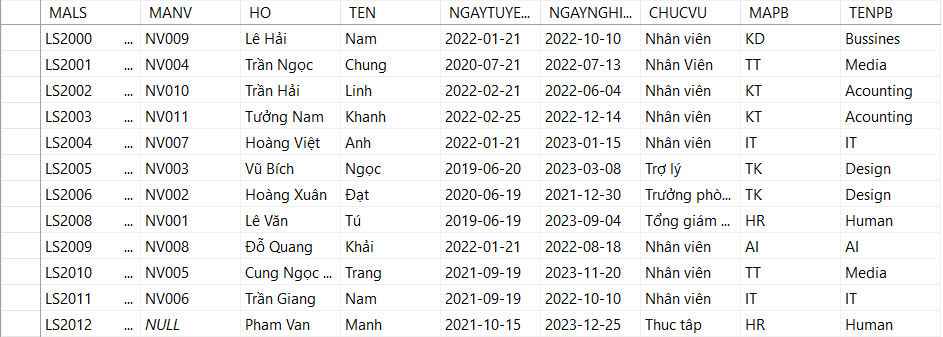 MALS MANV HO TEN NGAYTUYE... NGAYNGHI... CHUCVU MAPB TENPB
LS2000 ... NV009 Lê Hải Nam 2022-01-21 2022-10-10 Nhân viên KD Bussines
LS2001 ... NV004 Trần Ngọc Chung 2020-07-21 2022-07-13 Nhân Viên TT Media
LS2002 ... NV010 Trần Hải Linh 2022-02-21 2022-06-04 Nhân viên KT Acounting
LS2003 ... NV011 Tưởng Nam Khanh 2022-02-25 2022-12-14 Nhân viên KT Acounting
LS2004 ... NV007 Hoàng Việt Anh 2022-01-21 2023-01-15 Nhân viên IT IT
LS2005 ... NV003 Vũ Bích Ngọc 2019-06-20 2023-03-08 Trợ lý TK Design
LS2006 ... NV002 Hoàng Xuân Đạt 2020-06-19 2021-12-30 Trưởng phò... TK Design
LS2008 ... NV001 Lê Văn Tú 2019-06-19 2023-09-04 Tổng giám ... HR Human
LS2009 ... NV008 Đỗ Quang Khải 2022-01-21 2022-08-18 Nhân viên AI AI
LS2010 ... NV005 Cung Ngọc ... Trang 2021-09-19 2023-11-20 Nhân viên TT Media
LS2011 ... NV006 Trần Giang Nam 2021-09-19 2022-10-10 Nhân viên IT IT
LS2012 ... NULL Pham Van Manh 2021-10-15 2023-12-25 Thuc tâp HR Human